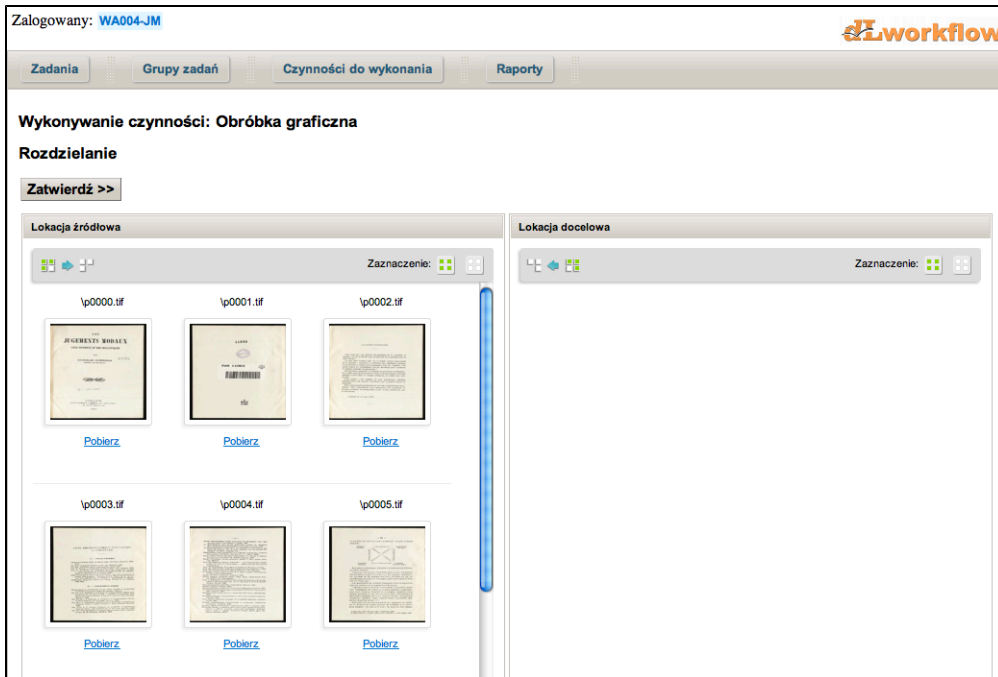 Zalogowany: WA004-JM
dLworkflow
Zadania Grupy zadań Czynności do wykonania Raporty
Wykonywanie czynności: Obróbka graficzna
Rozdzielanie
Zatwierdź >>
Lokacja źródłowa Lokacja docelowa
Zaznaczenie: Zaznaczenie:
\p0000.tif \p0001.tif \p0002.tif
JUGEMENTS MODAUX
Pobierz Pobierz Pobierz
\p0003.tif \p0004.tif \p0005.tif
Pobierz Pobierz Pobierz